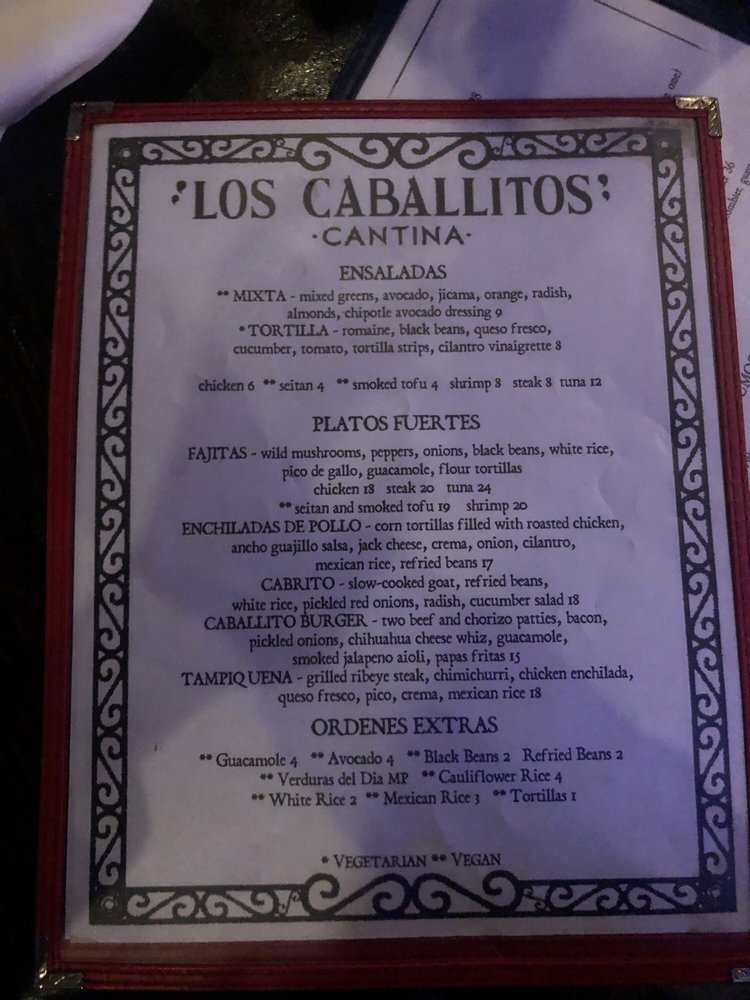 LOS CABALLITOS
·CANTINA·
ENSALADAS
** MIXTA - mixed greens, avocado, jicama, orange, radish,
almonds, chipotle avocado dressing 9
* TORTILLA - romaine, black beans, queso fresco,
cucumber, tomato, tortilla strips, cilantro vinaigrette 8
chicken 6 ** seitan 4 ** smoked tofu 4 shrimp 8 steak 8 tuna 12
PLATOS FUERTES
FAJITAS - wild mushrooms, peppers, onions, black beans, white rice,
pico de gallo, guacamole, flour tortillas
chicken 18 steak 20 tuna 24
** seitan and smoked tofu 19 shrimp 20
ENCHILADAS DE POLLO - corn tortillas filled with roasted chicken,
ancho guajillo salsa, jack cheese, crema, onion, cilantro,
mexican rice, refried beans 17
CABRITO - slow-cooked goat, refried beans,
white rice, pickled red onions, radish, cucumber salad 18
CABALLITO BURGER - two beef and chorizo patties, bacon,
pickled onions, chihuahua cheese whiz, guacamole,
smoked jalapeno aioli, papas fritas 15
TAMPIQUENA - grilled ribeye steak, chimichurri, chicken enchilada,
queso fresco, pico, crema, mexican rice 18
ORDENES EXTRAS
** Guacamole 4 ** Avocado 4 ** Black Beans 2 Refried Beans 2
** Verduras del Dia MP ** Cauliflower Rice 4
** White Rice 2 ** Mexican Rice 3 ** Tortillas 1
* VEGETARIAN ** VEGAN
one)
36